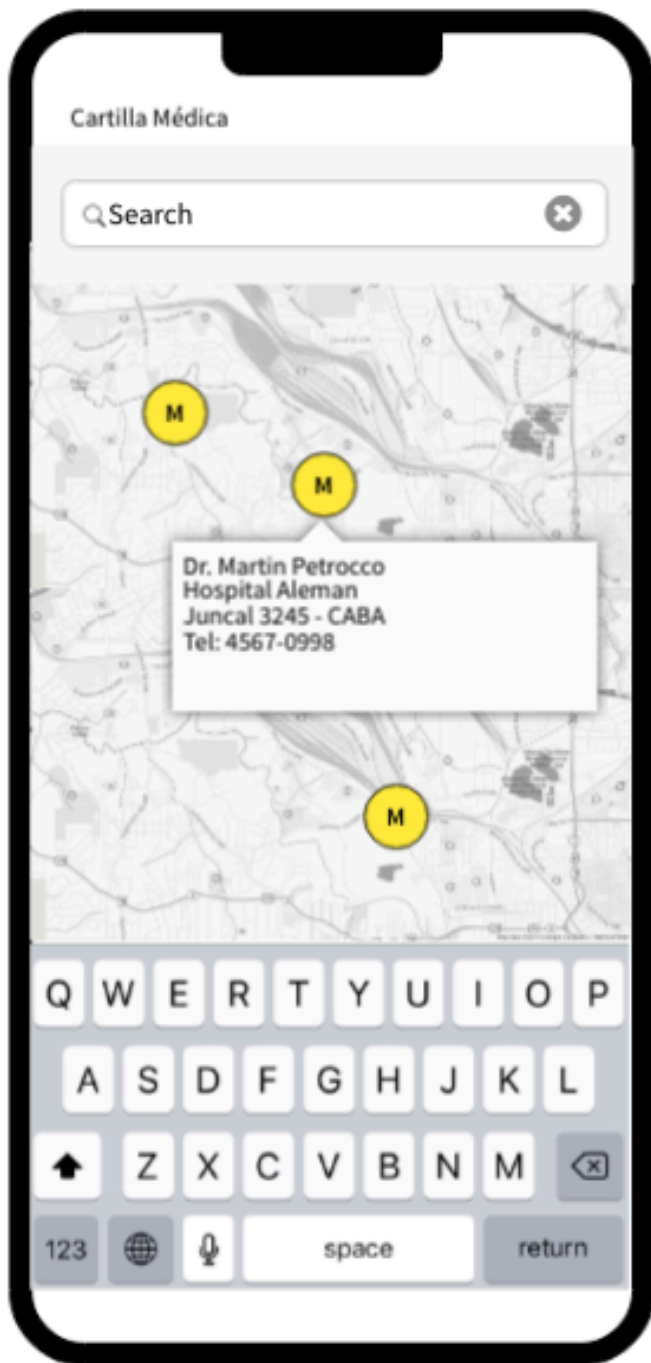 Cartilla Médica
Search
M
M
Dr. Martin Petrocco
Hospital Aleman
Juncal 3245 - CABA
Tel: 4567-0998
M
Q W E R T Y U I O P
A S D F G H J K L
Z X C V B N M
123 space return